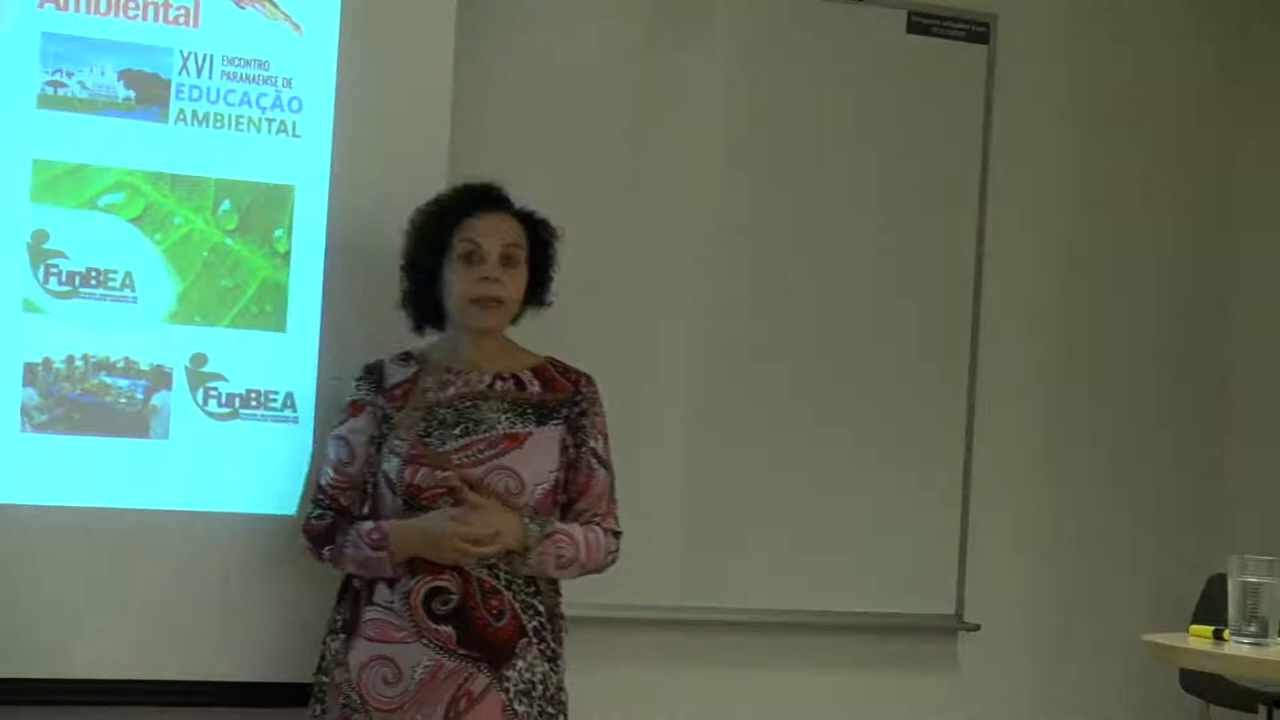 Ambiental
XVI ENCONTRO
PARANAENSE DE
EDUCAÇÃO
AMBIENTAL
FunBEA
FunBEA